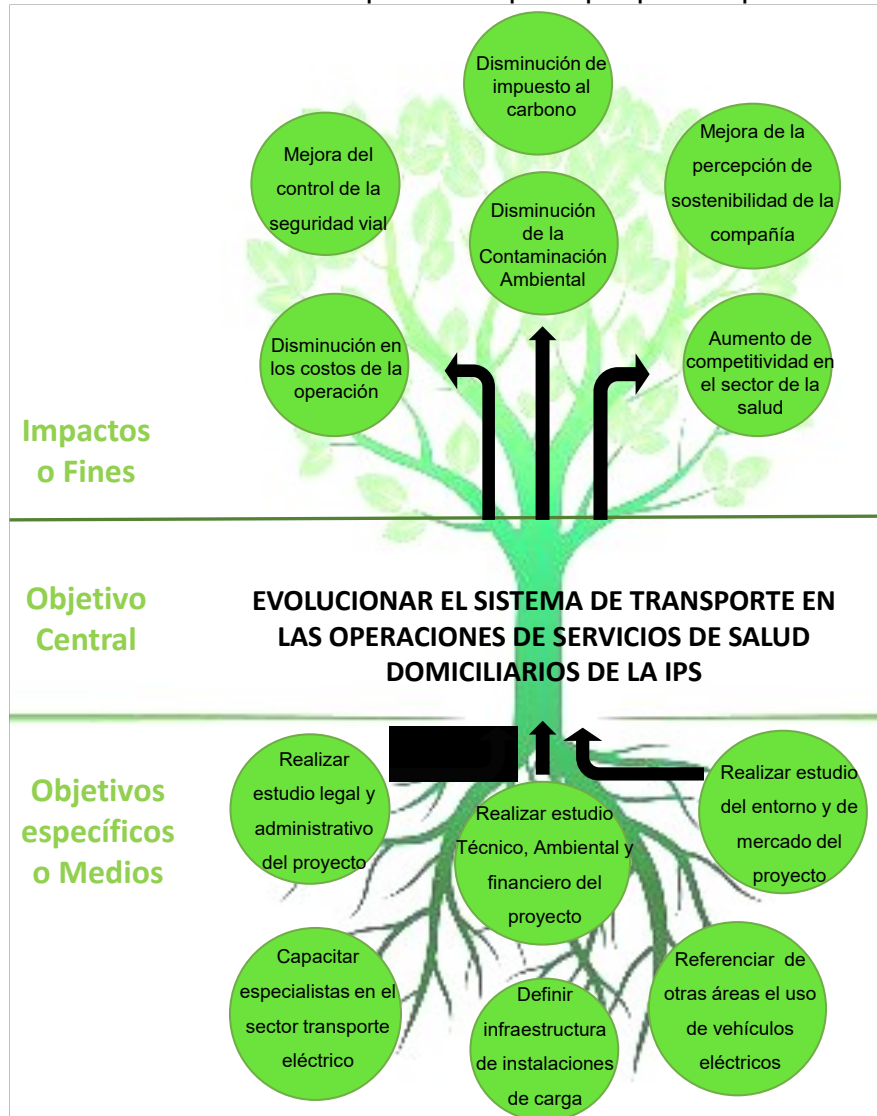 Disminución de
impuesto al
carbono
Mejora del
control de la
seguridad vial
Mejora de la
percepción de
sostenibilidad de la
compañía
Disminución
de la
Contaminación
Ambiental
Disminución en
los costos de la
operación
Aumento de
competitividad en
el sector de la
salud
Impactos
o Fines
Objetivo
Central
EVOLUCIONAR EL SISTEMA DE TRANSPORTE EN
LAS OPERACIONES DE SERVICIOS DE SALUD
DOMICILIARIOS DE LA IPS
Objetivos
específicos
o Medios
Realizar
estudio legal y
administrativo
del proyecto
Realizar estudio
Técnico, Ambiental y
financiero del
proyecto
Realizar estudio
del entorno y de
mercado del
proyecto
Capacitar
especialistas en el
sector transporte
eléctrico
Definir
infraestructura
de instalaciones
de carga
Referenciar de
otras áreas el uso
de vehículos
eléctricos